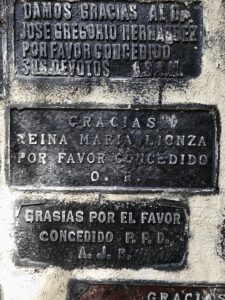 DAMOS GRACIAS AL DR.
JOSE GREGORIO HERNANDEZ
POR FAVOR CONCEDIDO
SUS DEVOTOS
GRACIAS
REINA MARIA LIONZA
POR FAVOR CONCEDIDO
O. R.
GRASIAS POR EL FAVOR
CONCEDIDO P. P. D.
A. J. R.
GRACIAS